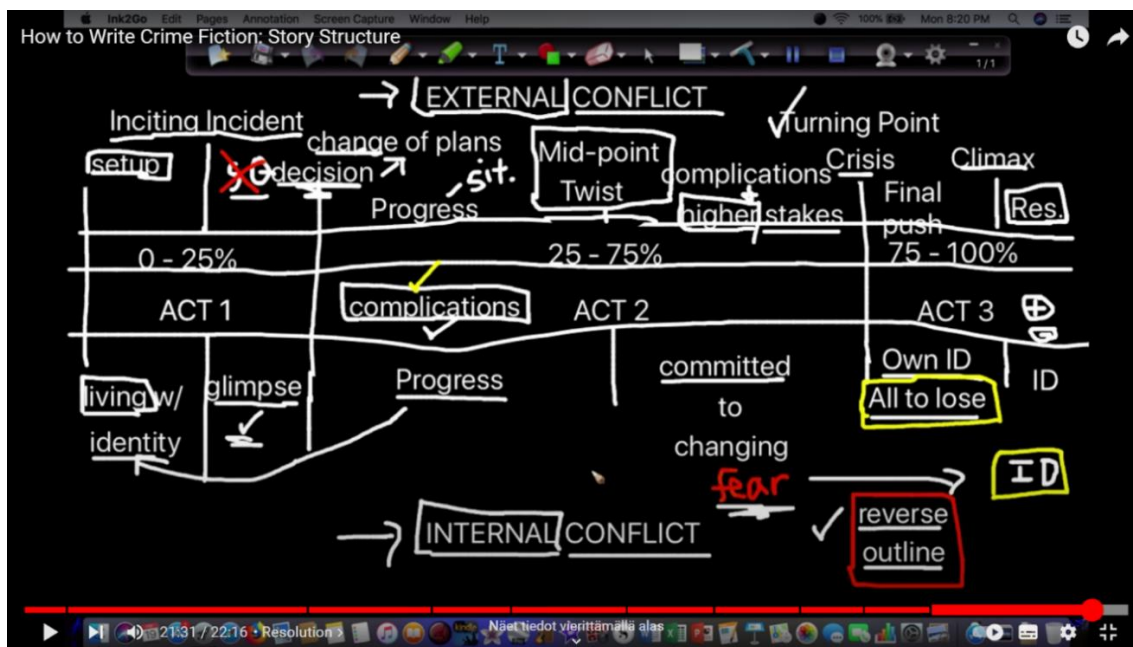 Ink2Go Edit Pages Annotation Screen Capture Window Help 100% Mon 8:20 PM
How to Write Crime Fiction: Story Structure
1/1
EXTERNAL CONFLICT
Inciting Incident
Turning Point
change of plans
setup
decision
sit.
Mid-point
Twist
complications
Crisis
Climax
Progress
higher stakes
Final
push
Res.
0 - 25%
25 - 75%
75 - 100%
ACT 1
complications
ACT 2
ACT 3
living w/
identity
glimpse
Progress
committed
to
changing
fear
Own ID
All to lose
ID
ID
INTERNAL CONFLICT
reverse
outline
21:31 / 22:16 • Resolution
Näet tiedot vierittämällä alas